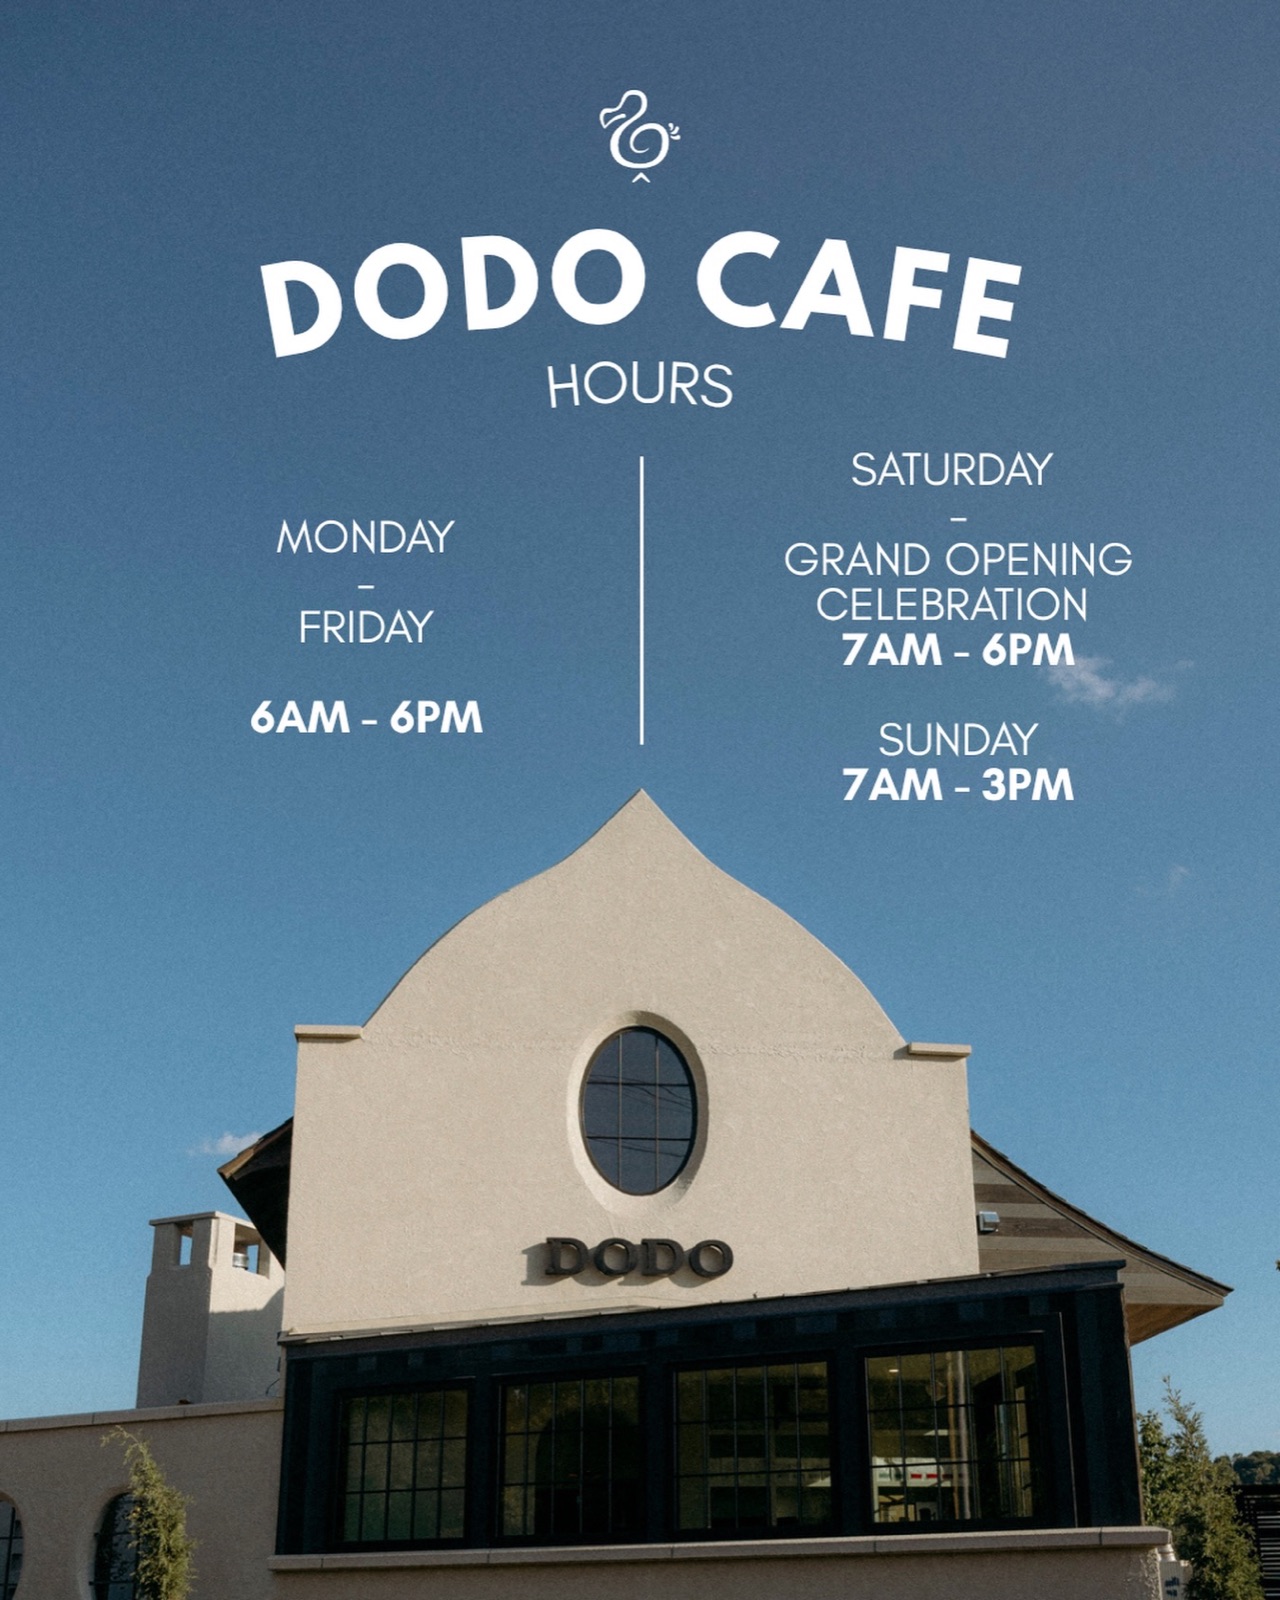 DODO CAFE
HOURS
MONDAY
–
FRIDAY
6AM – 6PM
SATURDAY
–
GRAND OPENING
CELEBRATION
7AM – 6PM
SUNDAY
7AM – 3PM
DODO